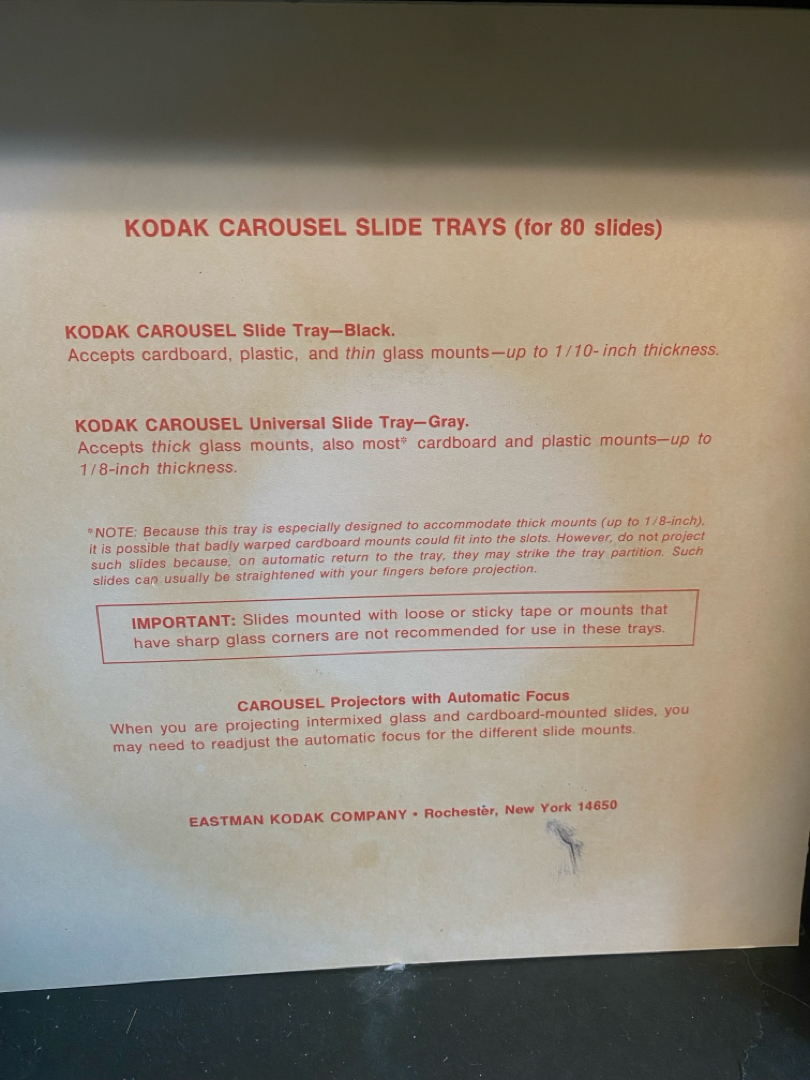 KODAK CAROUSEL SLIDE TRAYS (for 80 slides)
KODAK CAROUSEL Slide Tray—Black.
Accepts cardboard, plastic, and thin glass mounts—up to 1/10-inch thickness.
KODAK CAROUSEL Universal Slide Tray—Gray.
Accepts thick glass mounts, also most* cardboard and plastic mounts—up to
1/8-inch thickness.
*NOTE: Because this tray is especially designed to accommodate thick mounts (up to 1/8-inch),
it is possible that badly warped cardboard mounts could fit into the slots. However, do not project
such slides because, on automatic return to the tray, they may strike the tray partition. Such
slides can usually be straightened with your fingers before projection.
IMPORTANT: Slides mounted with loose or sticky tape or mounts that
have sharp glass corners are not recommended for use in these trays.
CAROUSEL Projectors with Automatic Focus
When you are projecting intermixed glass and cardboard-mounted slides, you
may need to readjust the automatic focus for the different slide mounts.
EASTMAN KODAK COMPANY • Rochester, New York 14650